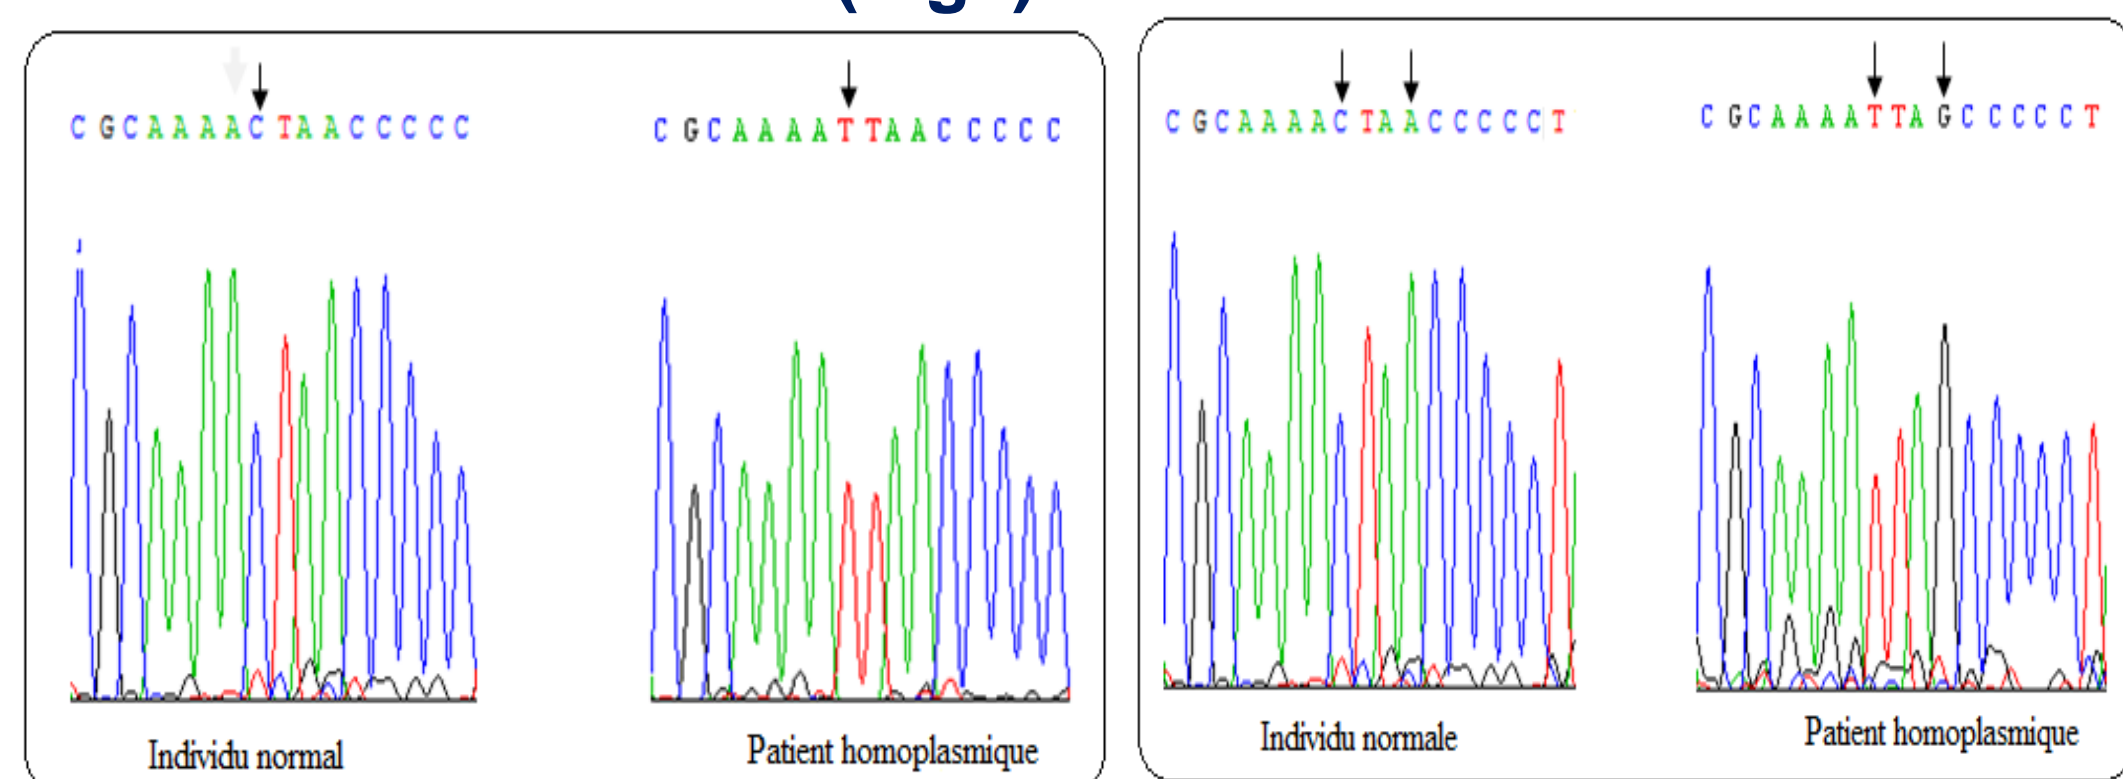 C G C A A A A C T A A C C C C C
C G C A A A A T T A A C C C C C
C G C A A A A C T A A C C C C C T
C G C A A A A T T A G C C C C C T
Individu normal
Patient homoplasmique
Individu normale
Patient homoplasmique